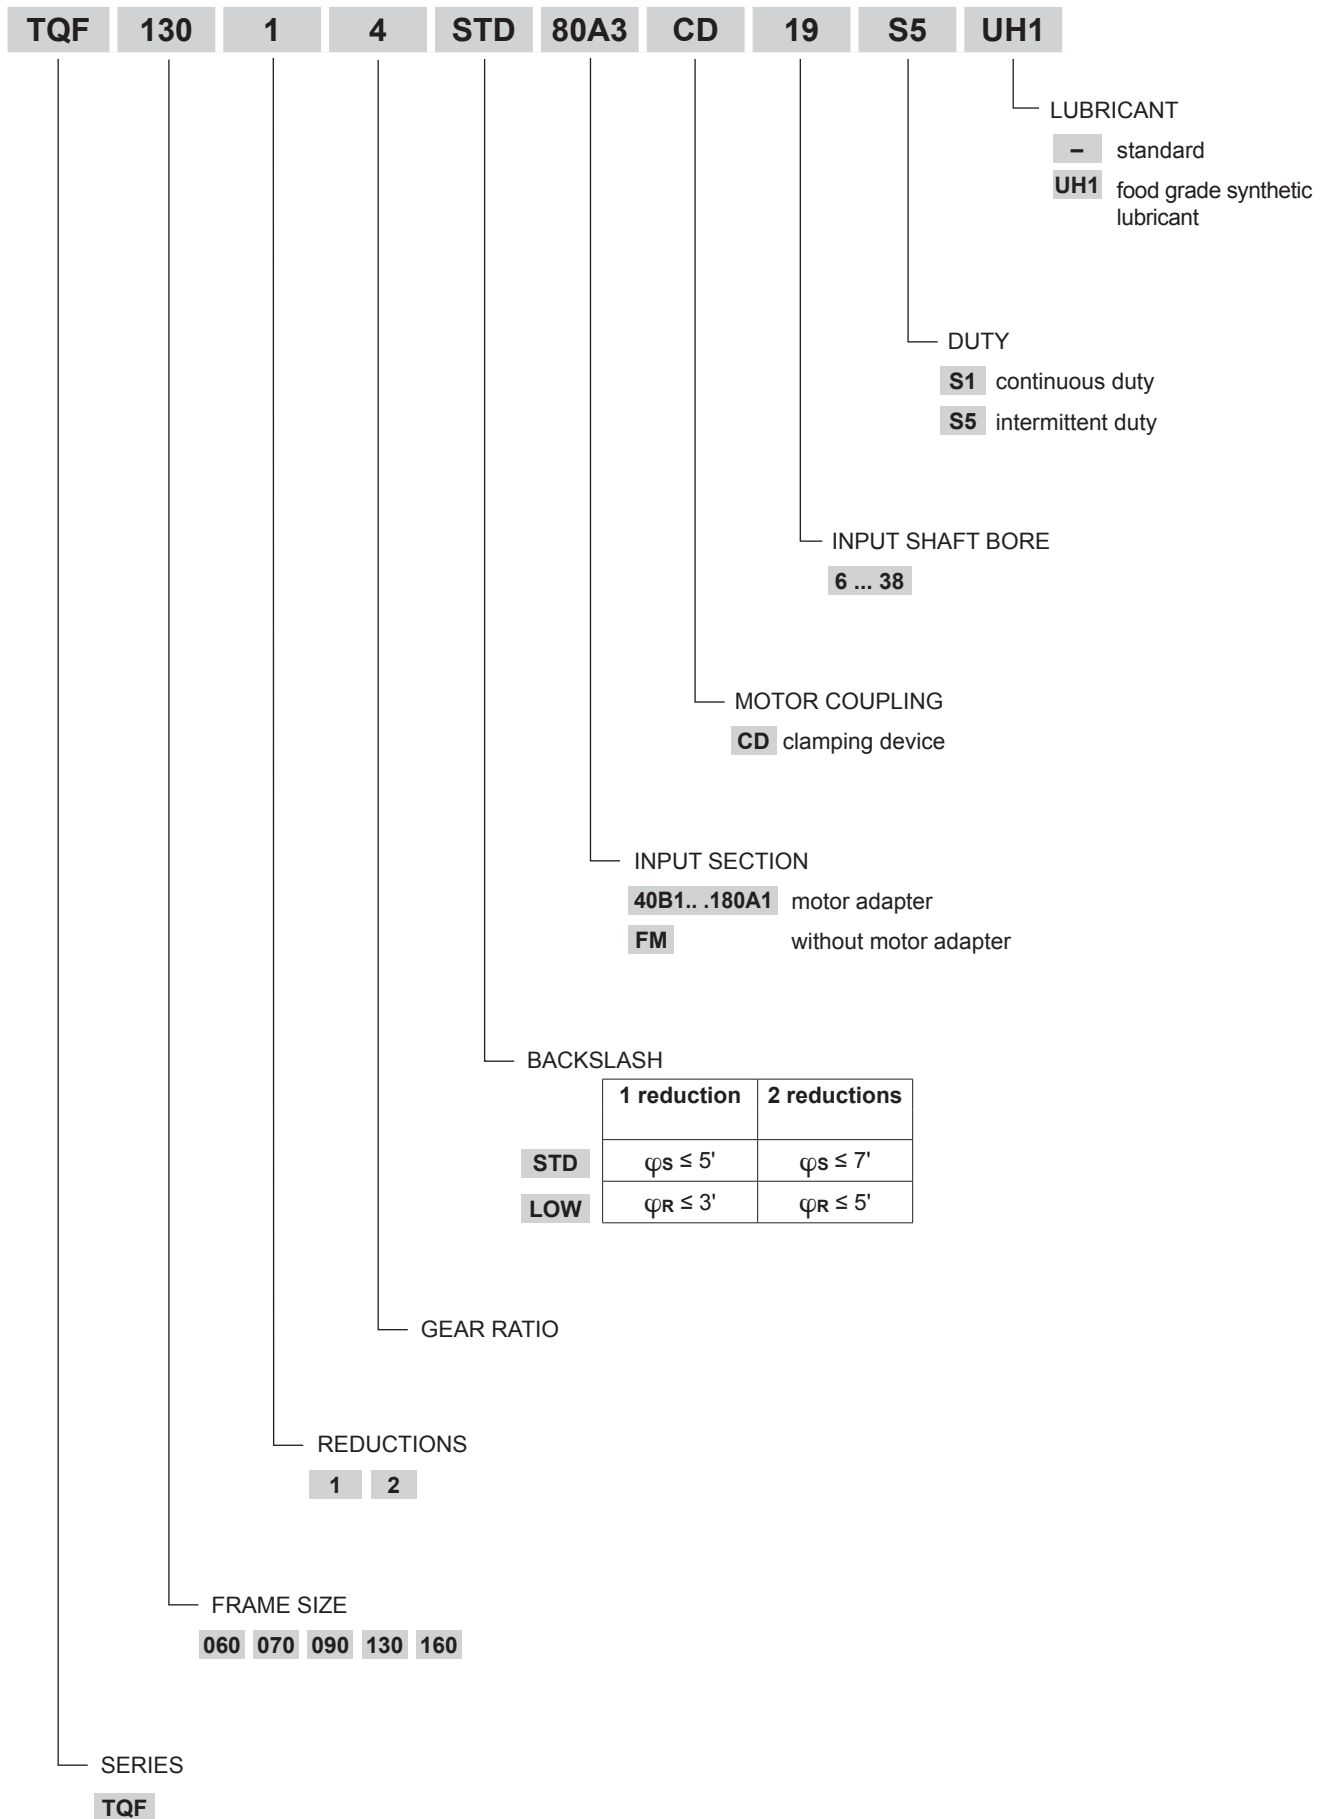 TQF 130 1 4 STD 80A3 CD 19 S5 UH1
LUBRICANT
– standard
UH1 food grade synthetic
lubricant
DUTY
S1 continuous duty
S5 intermittent duty
INPUT SHAFT BORE
6 ... 38
MOTOR COUPLING
CD clamping device
INPUT SECTION
40B1.. .180A1 motor adapter
FM without motor adapter
BACKSLASH
1 reduction 2 reductions
STD φS ≤ 5' φS ≤ 7'
LOW φR ≤ 3' φR ≤ 5'
GEAR RATIO
REDUCTIONS
1 2
FRAME SIZE
060 070 090 130 160
SERIES
TQF